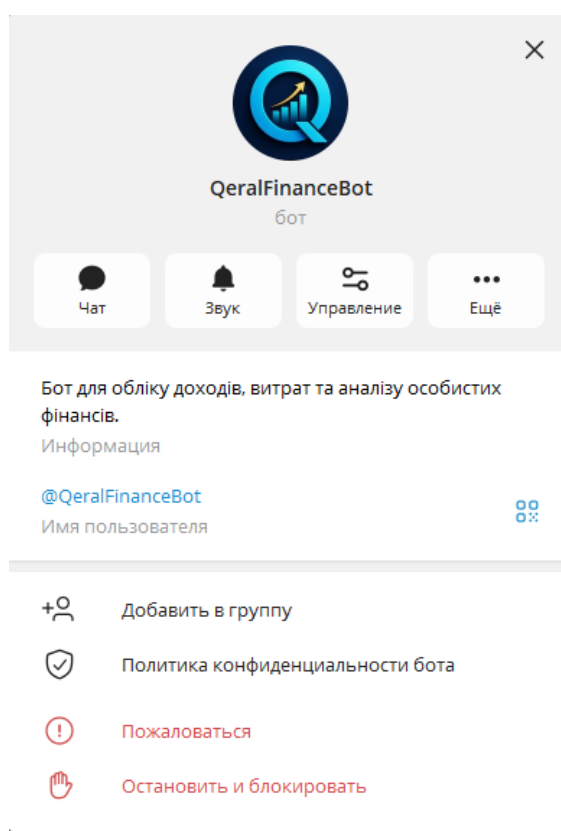 QeralFinanceBot
бот
Чат
Звук
Управление
Ещё
Бот для обліку доходів, витрат та аналізу особистих
фінансів.
Информация
@QeralFinanceBot
Имя пользователя
Добавить в группу
Политика конфиденциальности бота
Пожаловаться
Остановить и блокировать